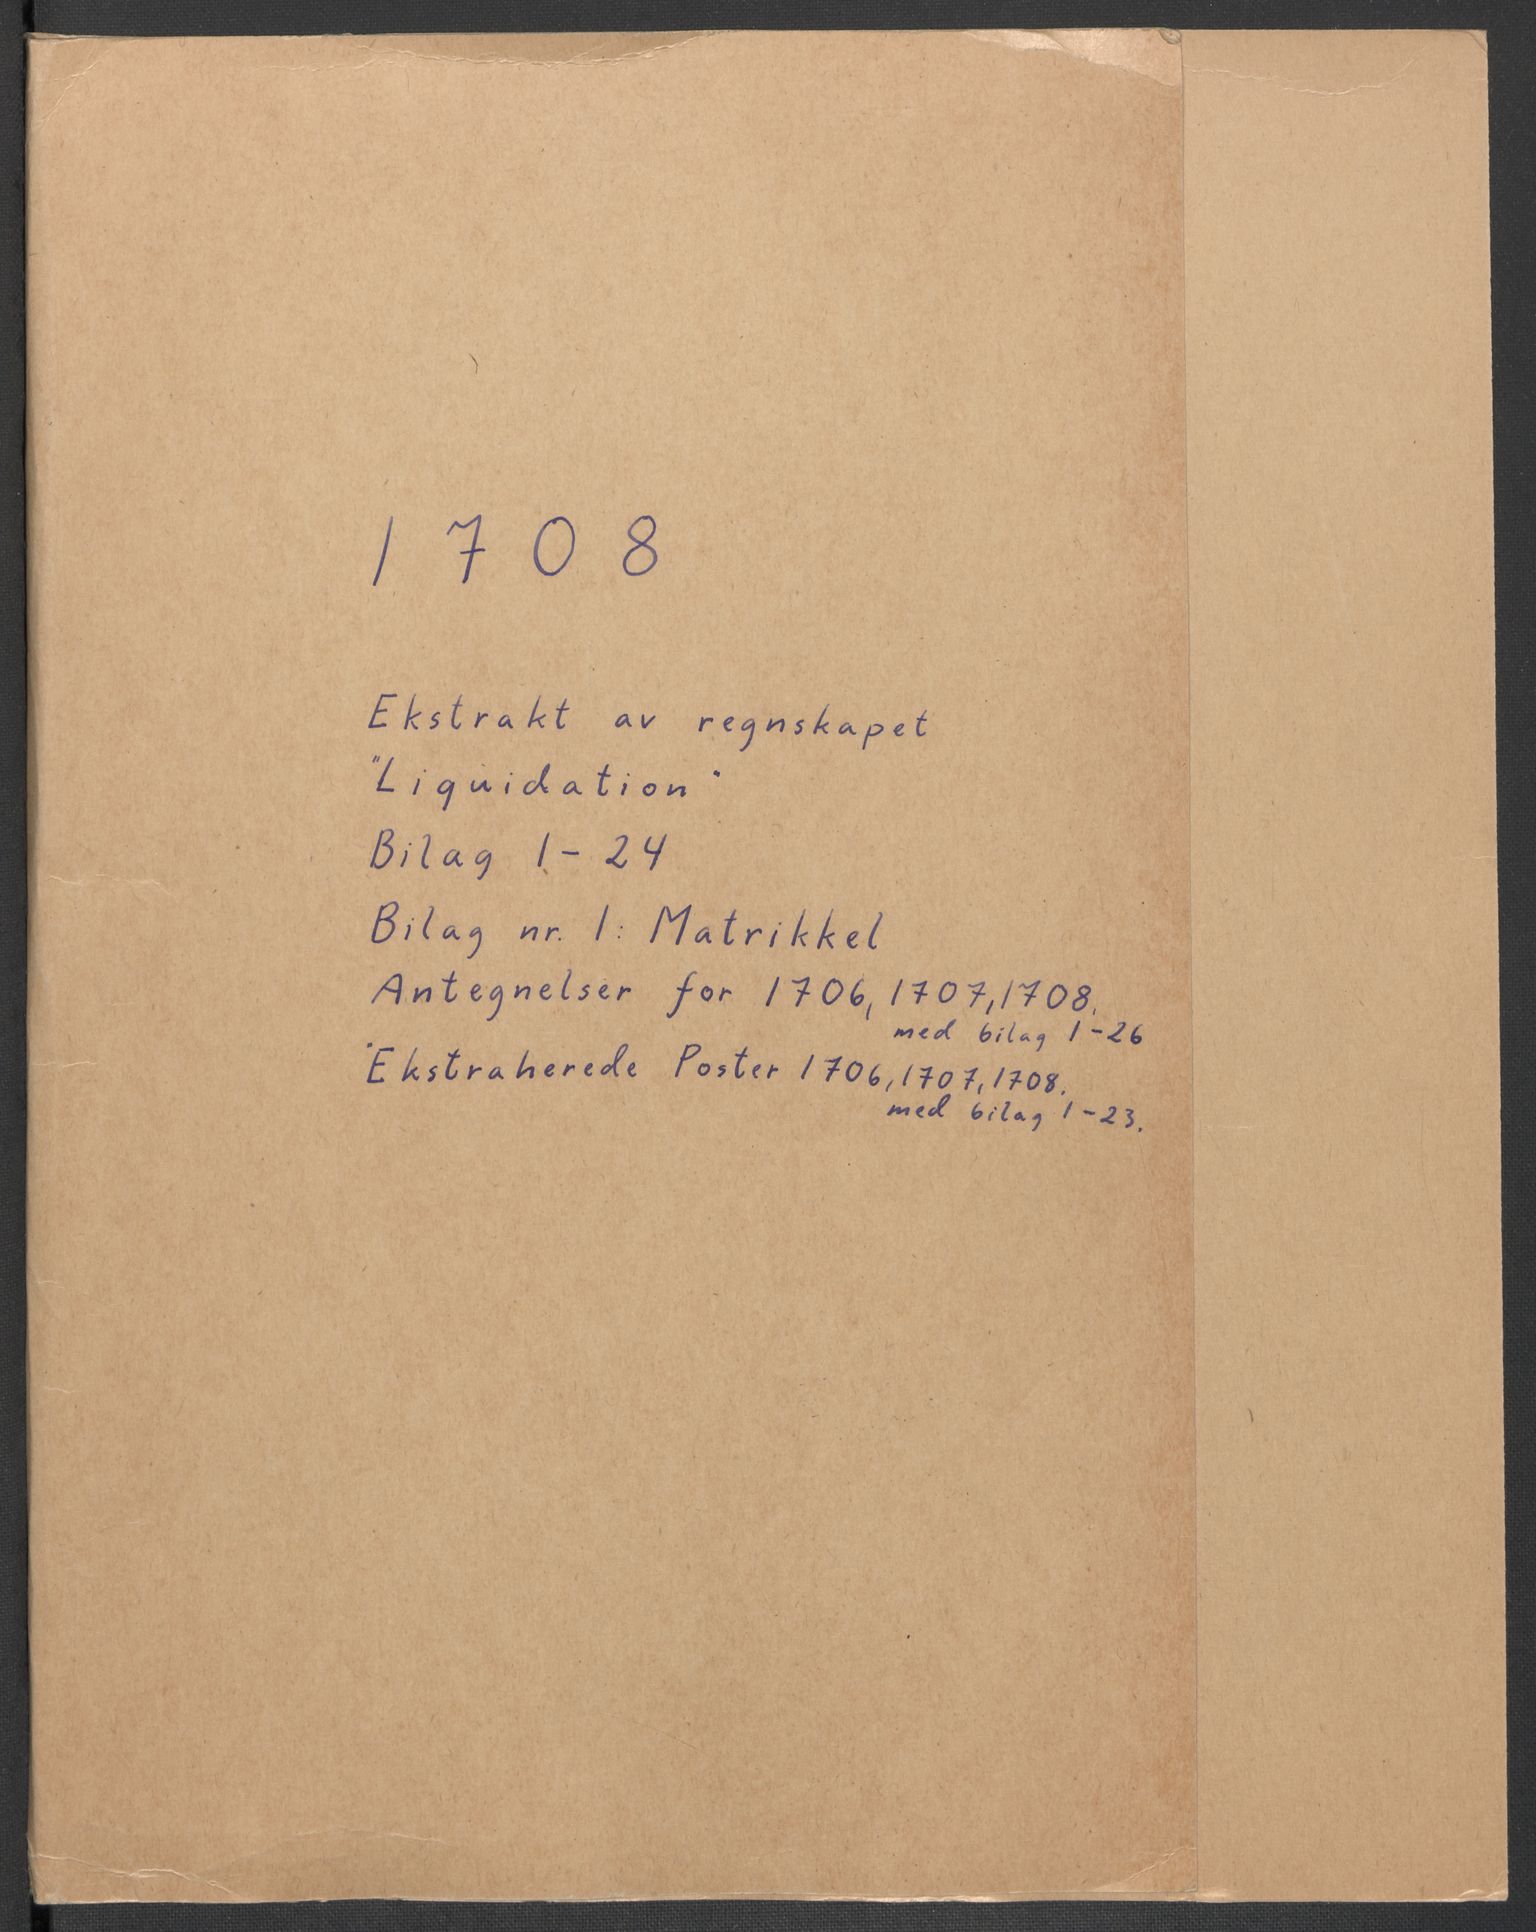 1708
Ekstrakt av regnskapet
"Liquidation"
Bilag 1-24
Bilag nr. 1: Matrikkel
Antegnelser for 1706, 1707, 1708.
med bilag 1-26
"Ekstraherede Poster 1706, 1707, 1708.
med bilag 1-23.